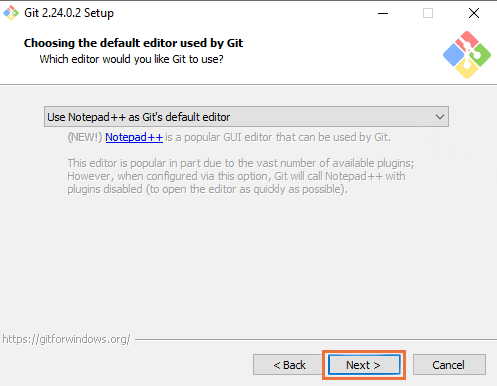 Git 2.24.0.2 Setup
Choosing the default editor used by Git
Which editor would you like Git to use?
Use Notepad++ as Git's default editor
(NEW!) Notepad++ is a popular GUI editor that can be used by Git.
This editor is popular in part due to the vast number of available plugins;
However, when configured via this option, Git will call Notepad++ with
plugins disabled (to open the editor as quickly as possible).
https://gitforwindows.org/
< Back
Next >
Cancel